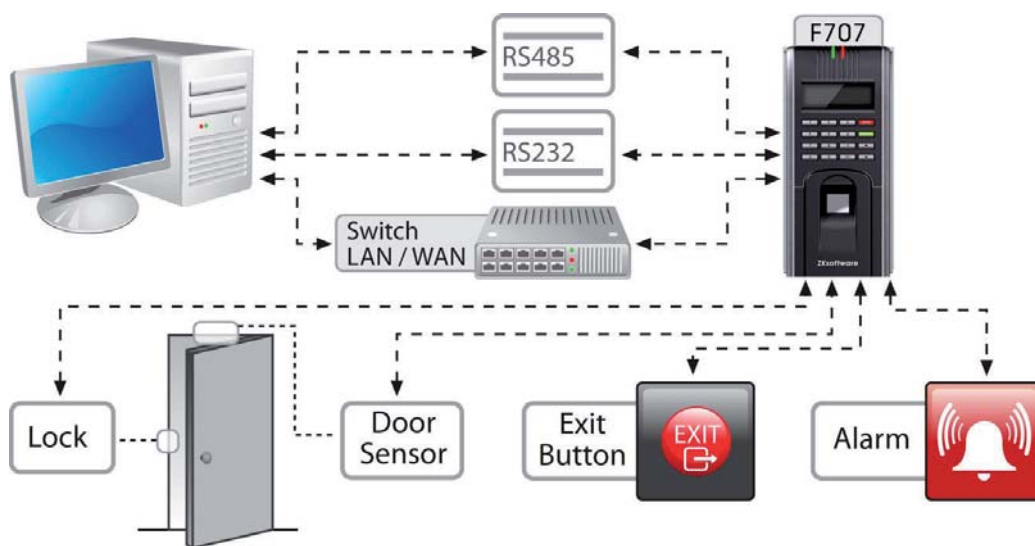 F707
RS485
RS232
Switch
LAN / WAN
ZKsoftware
Lock
Door
Sensor
Exit
Button
EXIT
Alarm